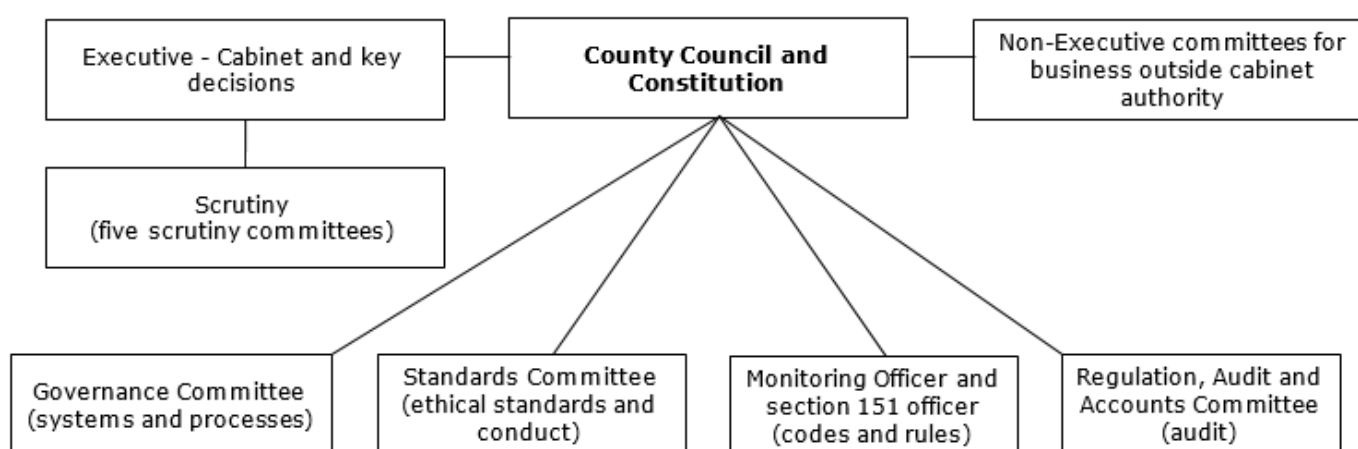 Executive - Cabinet and key
decisions
County Council and
Constitution
Non-Executive committees for
business outside cabinet
authority
Scrutiny
(five scrutiny committees)
Governance Committee
(systems and processes)
Standards Committee
(ethical standards and
conduct)
Monitoring Officer and
section 151 officer
(codes and rules)
Regulation, Audit and
Accounts Committee
(audit)